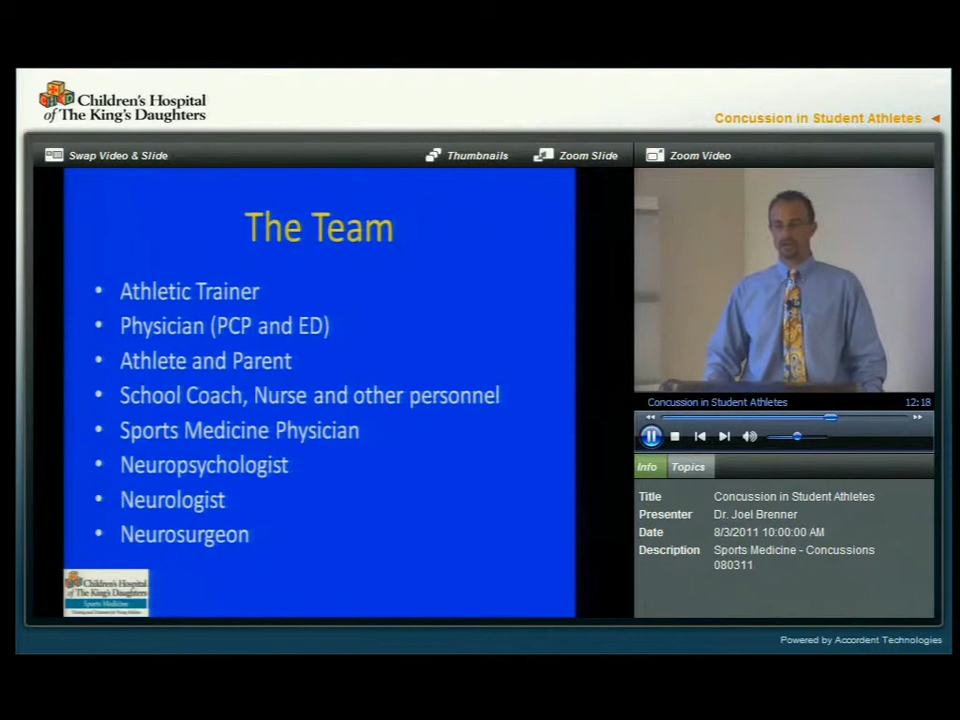 Children's Hospital
of The King's Daughters
Concussion in Student Athletes
Swap Video & Slide
Thumbnails
Zoom Slide
Zoom Video
The Team
• Athletic Trainer
• Physician (PCP and ED)
• Athlete and Parent
• School Coach, Nurse and other personnel
• Sports Medicine Physician
• Neuropsychologist
• Neurologist
• Neurosurgeon
Children's Hospital
of The King's Daughters
Sports Medicine
Concussion in Student Athletes 12:18
Info Topics
Title Concussion in Student Athletes
Presenter Dr. Joel Brenner
Date 8/3/2011 10:00:00 AM
Description Sports Medicine - Concussions
080311
Powered by Accordent Technologies